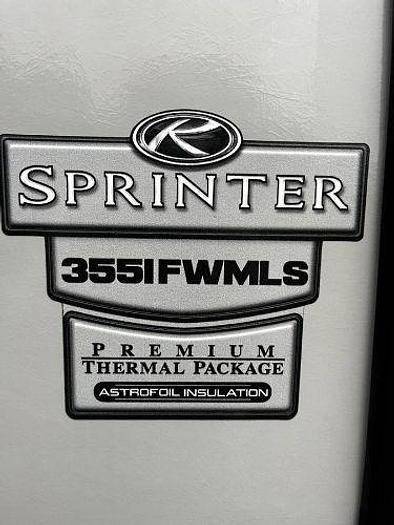 K
SPRINTER
3551FWMLS
PREMIUM
THERMAL PACKAGE
ASTROFOIL INSULATION